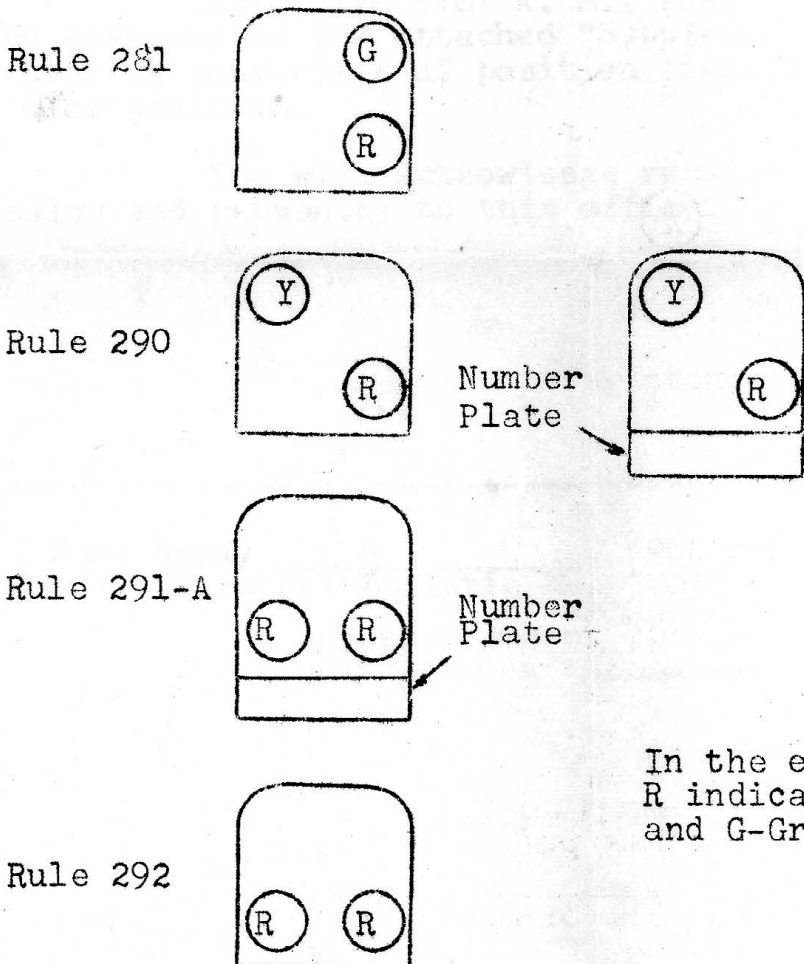 Rule 281
G
R
Rule 290
Y
R
Number
Plate
Y
R
Rule 291-A
R
R
Number
Plate
Rule 292
R
R
In the e
R indica
and G-Gr